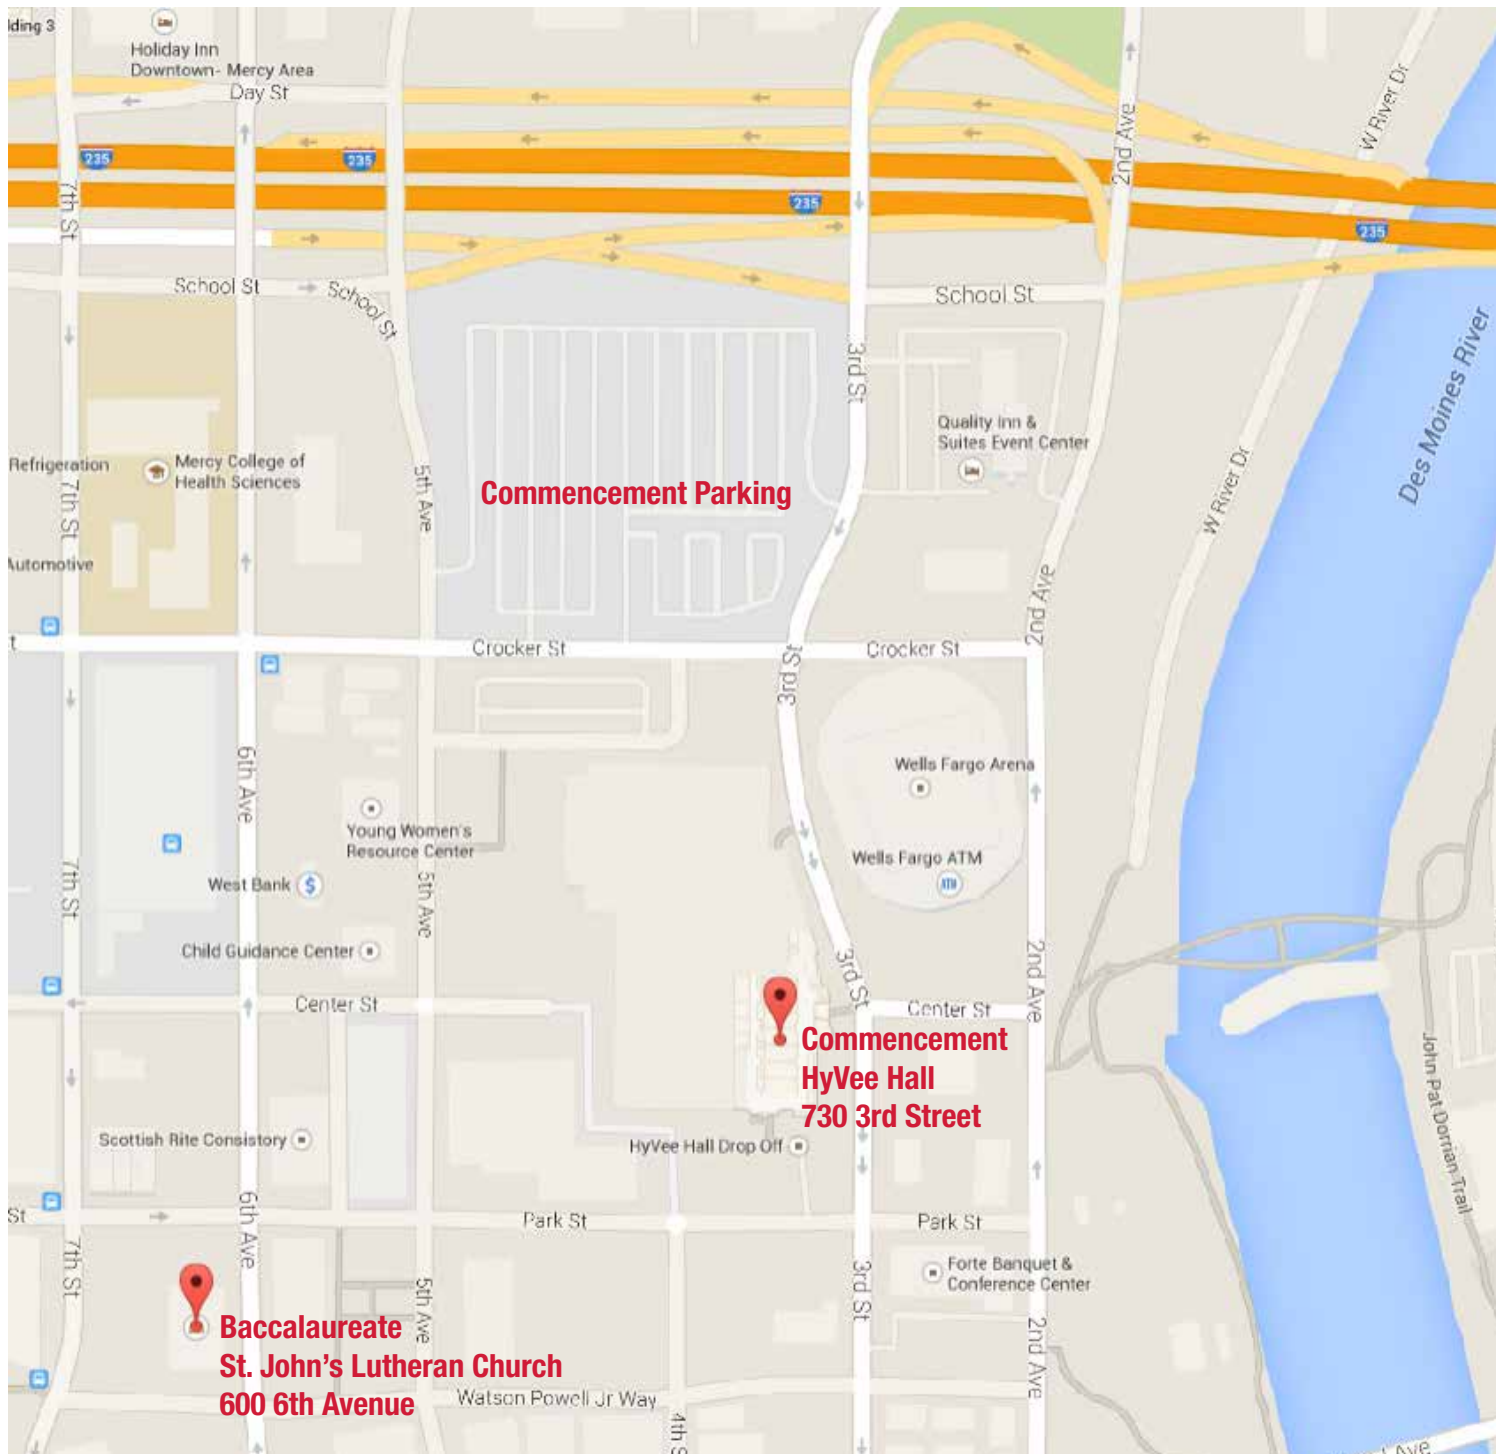 lding 3
Holiday Inn
Downtown- Mercy Area
Day St
235
235
235
235
7th St
2nd Ave
W River Dr
School St
School St
School St
3rd St
Des Moines River
Quality Inn &
Suites Event Center
Refrigeration
7th St
Mercy College of
Health Sciences
5th Ave
Commencement Parking
W River Dr
Automotive
2nd Ave
t
Crocker St
3rd St
Crocker St
6th Ave
Wells Fargo Arena
Young Women's
Resource Center
Wells Fargo ATM
ATM
7th St
West Bank
$
5th Ave
Child Guidance Center
3rd St
2nd Ave
Center St
Center St
Commencement
HyVee Hall
730 3rd Street
John Pat Dorrian Trail
Scottish Rite Consistory
HyVee Hall Drop Off
St
6th Ave
Park St
Park St
7th St
5th Ave
3rd St
Forte Banquet &
Conference Center
Baccalaureate
St. John’s Lutheran Church
600 6th Avenue
2nd Ave
Watson Powell Jr Way
4th S
Ave